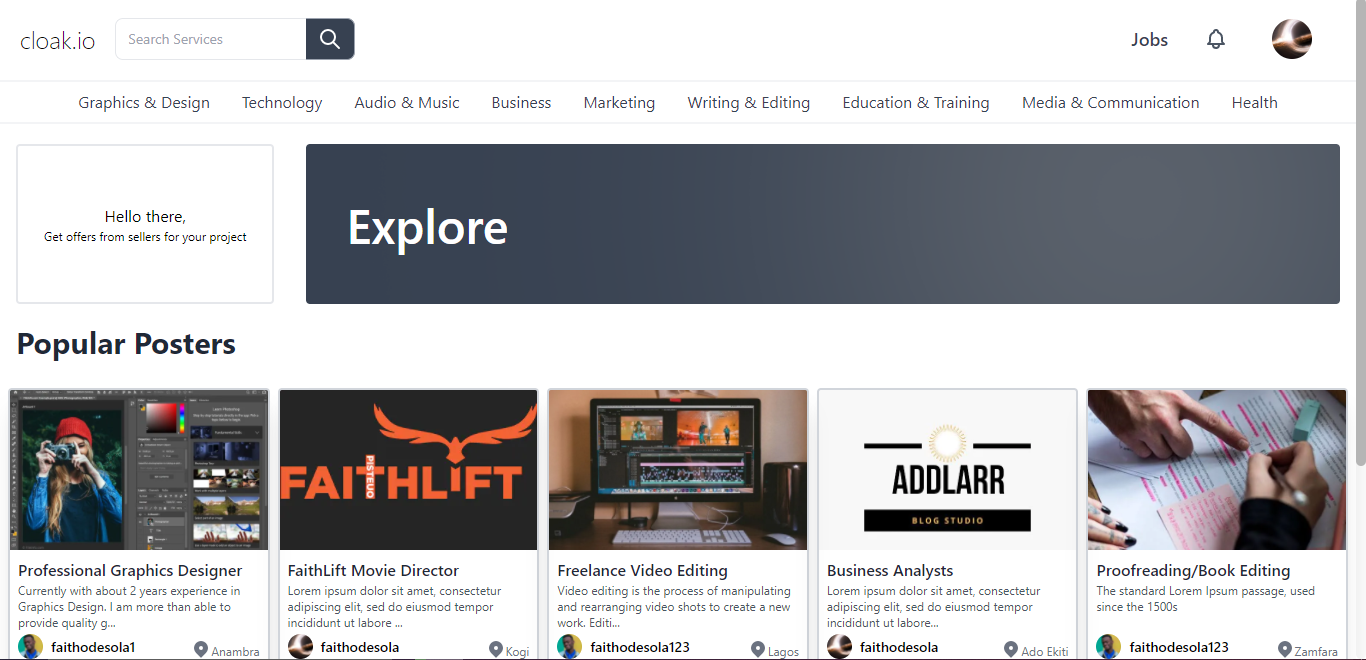 cloak.io
Search Services
Jobs
Graphics & Design
Technology
Audio & Music
Business
Marketing
Writing & Editing
Education & Training
Media & Communication
Health
Hello there,
Get offers from sellers for your project
Explore
Popular Posters
FAITHLIFT
PISTEUO
ADDLARR
BLOG STUDIO
Professional Graphics Designer
Currently with about 2 years experience in
Graphics Design. I am more than able to
provide quality g...
faithodesola1
Anambra
FaithLift Movie Director
Lorem ipsum dolor sit amet, consectetur
adipiscing elit, sed do eiusmod tempor
incididunt ut labore ...
faithodesola
Kogi
Freelance Video Editing
Video editing is the process of manipulating
and rearranging video shots to create a new
work. Editi...
faithodesola123
Lagos
Business Analysts
Lorem ipsum dolor sit amet, consectetur
adipiscing elit, sed do eiusmod tempor
incididunt ut labore...
faithodesola
Ado Ekiti
Proofreading/Book Editing
The standard Lorem Ipsum passage, used
since the 1500s
faithodesola123
Zamfara